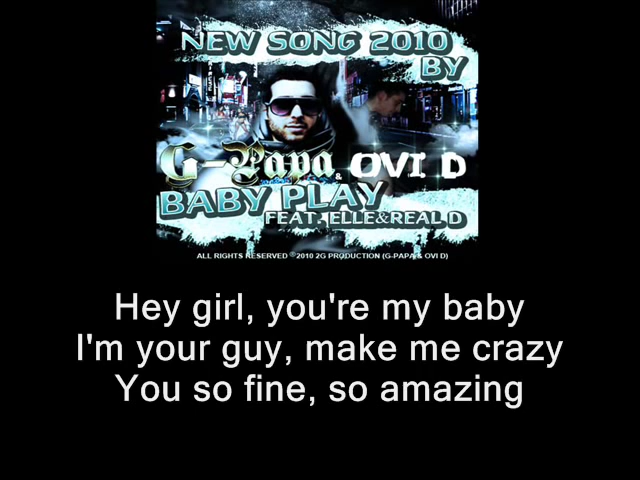 NEW SONG 2010
BY
G-Papa & OVI D
BABY PLAY
FEAT. ELLE&REAL D
ALL RIGHTS RESERVED ©2010 2G PRODUCTION (G-PAPA & OVI D)
Hey girl, you're my baby
I'm your guy, make me crazy
You so fine, so amazing